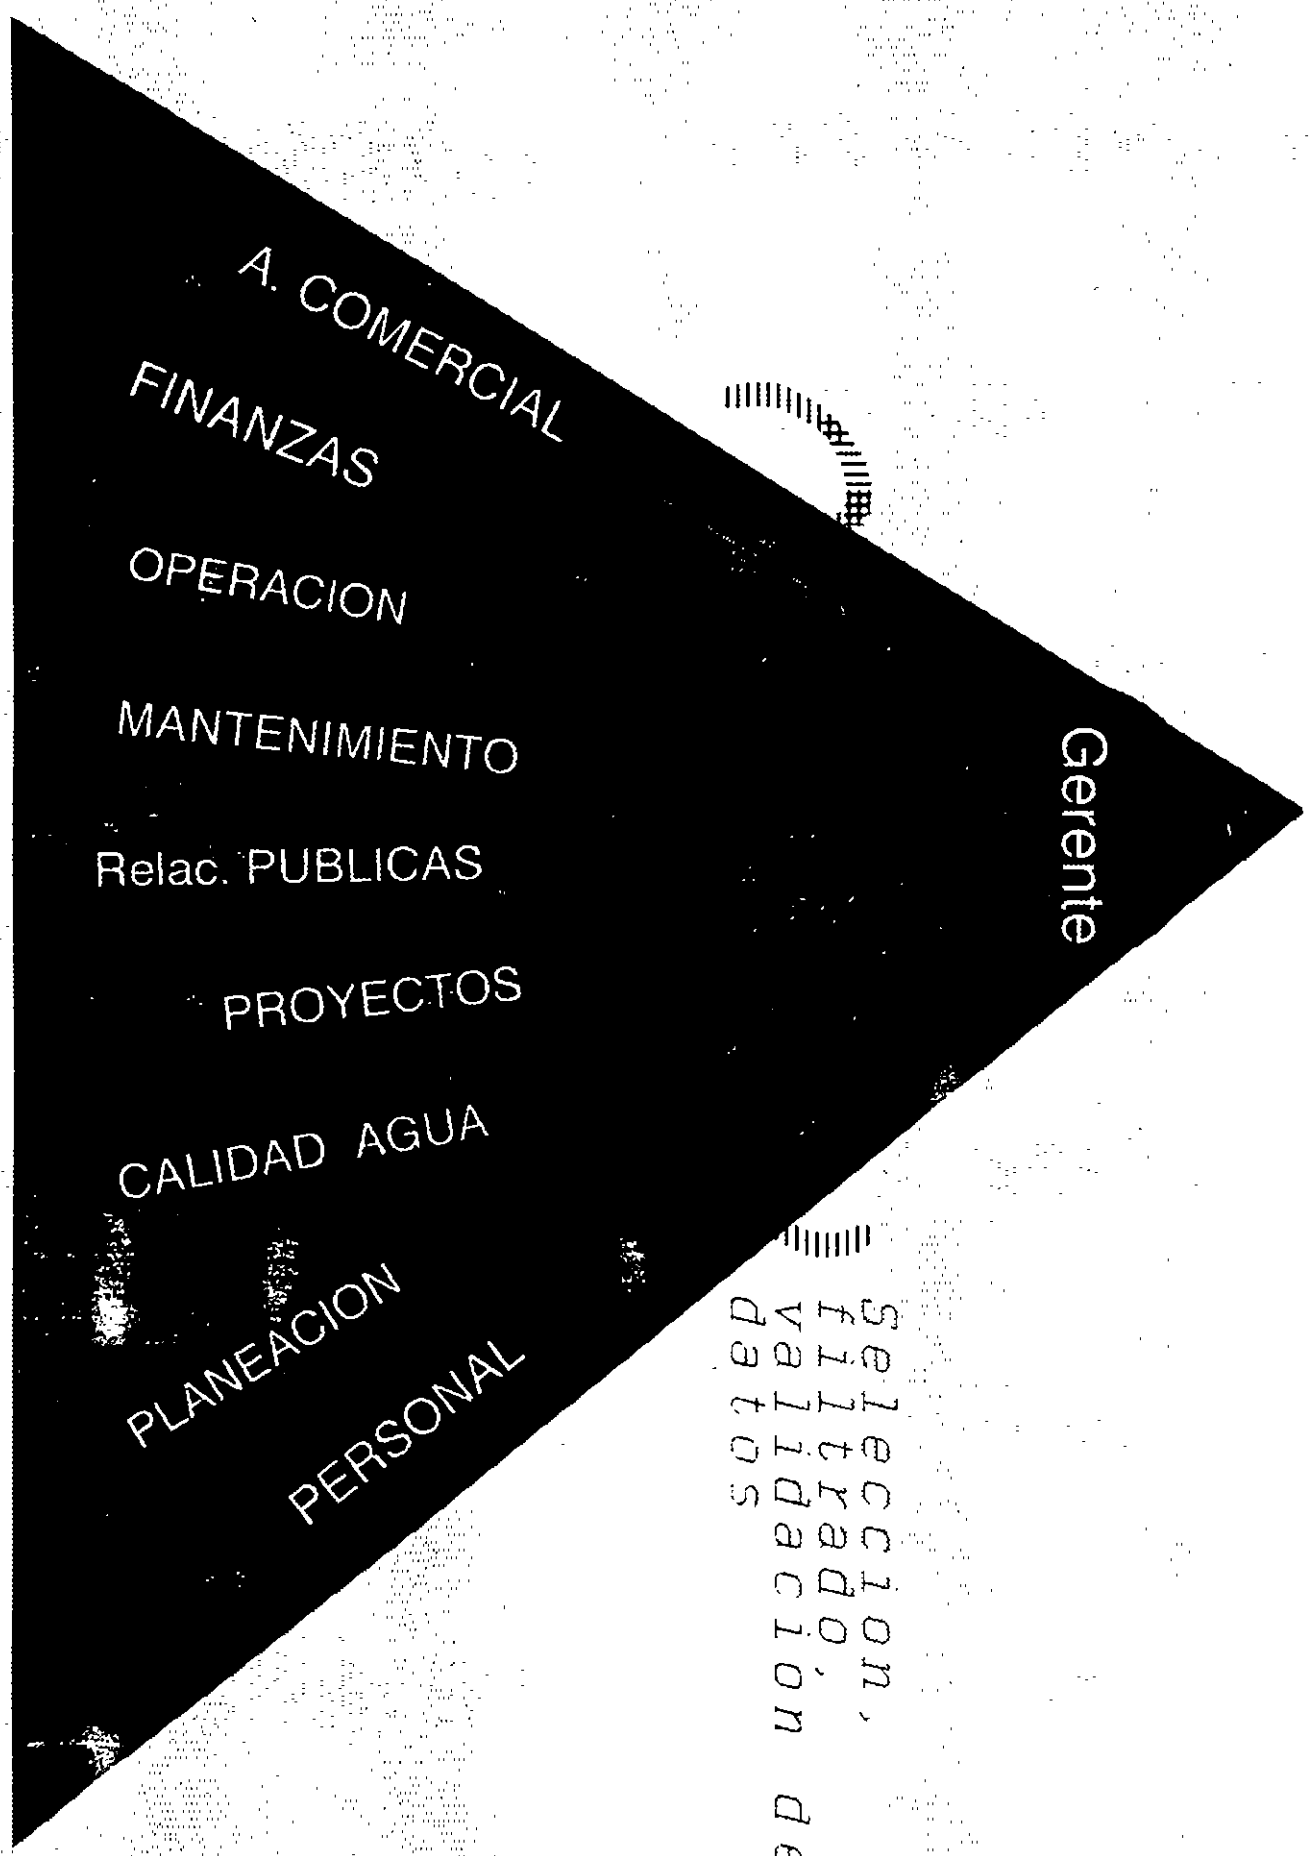 Gerente
A. COMERCIAL
FINANZAS
OPERACION
MANTENIMIENTO
Relac. PUBLICAS
PROYECTOS
CALIDAD AGUA
PLANEACION
PERSONAL
Seleccion,
filtrado,
validacion de
datos